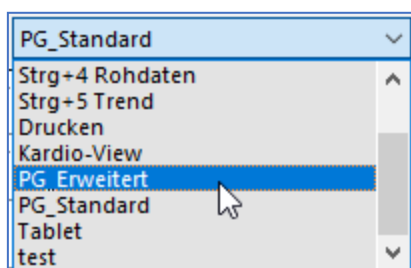 PG_Standard
Strg+4 Rohdaten
Strg+5 Trend
Drucken
Kardio-View
PG_Erweitert
PG_Standard
Tablet
test